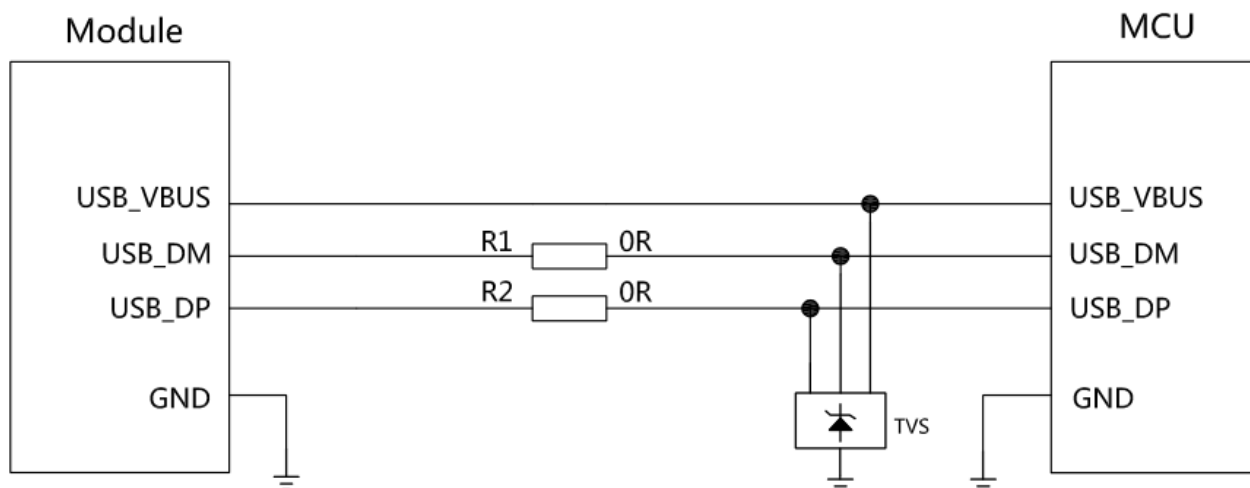 Module
MCU
USB_VBUS
USB_VBUS
USB_DM
R1
0R
USB_DM
USB_DP
R2
0R
USB_DP
GND
TVS
GND